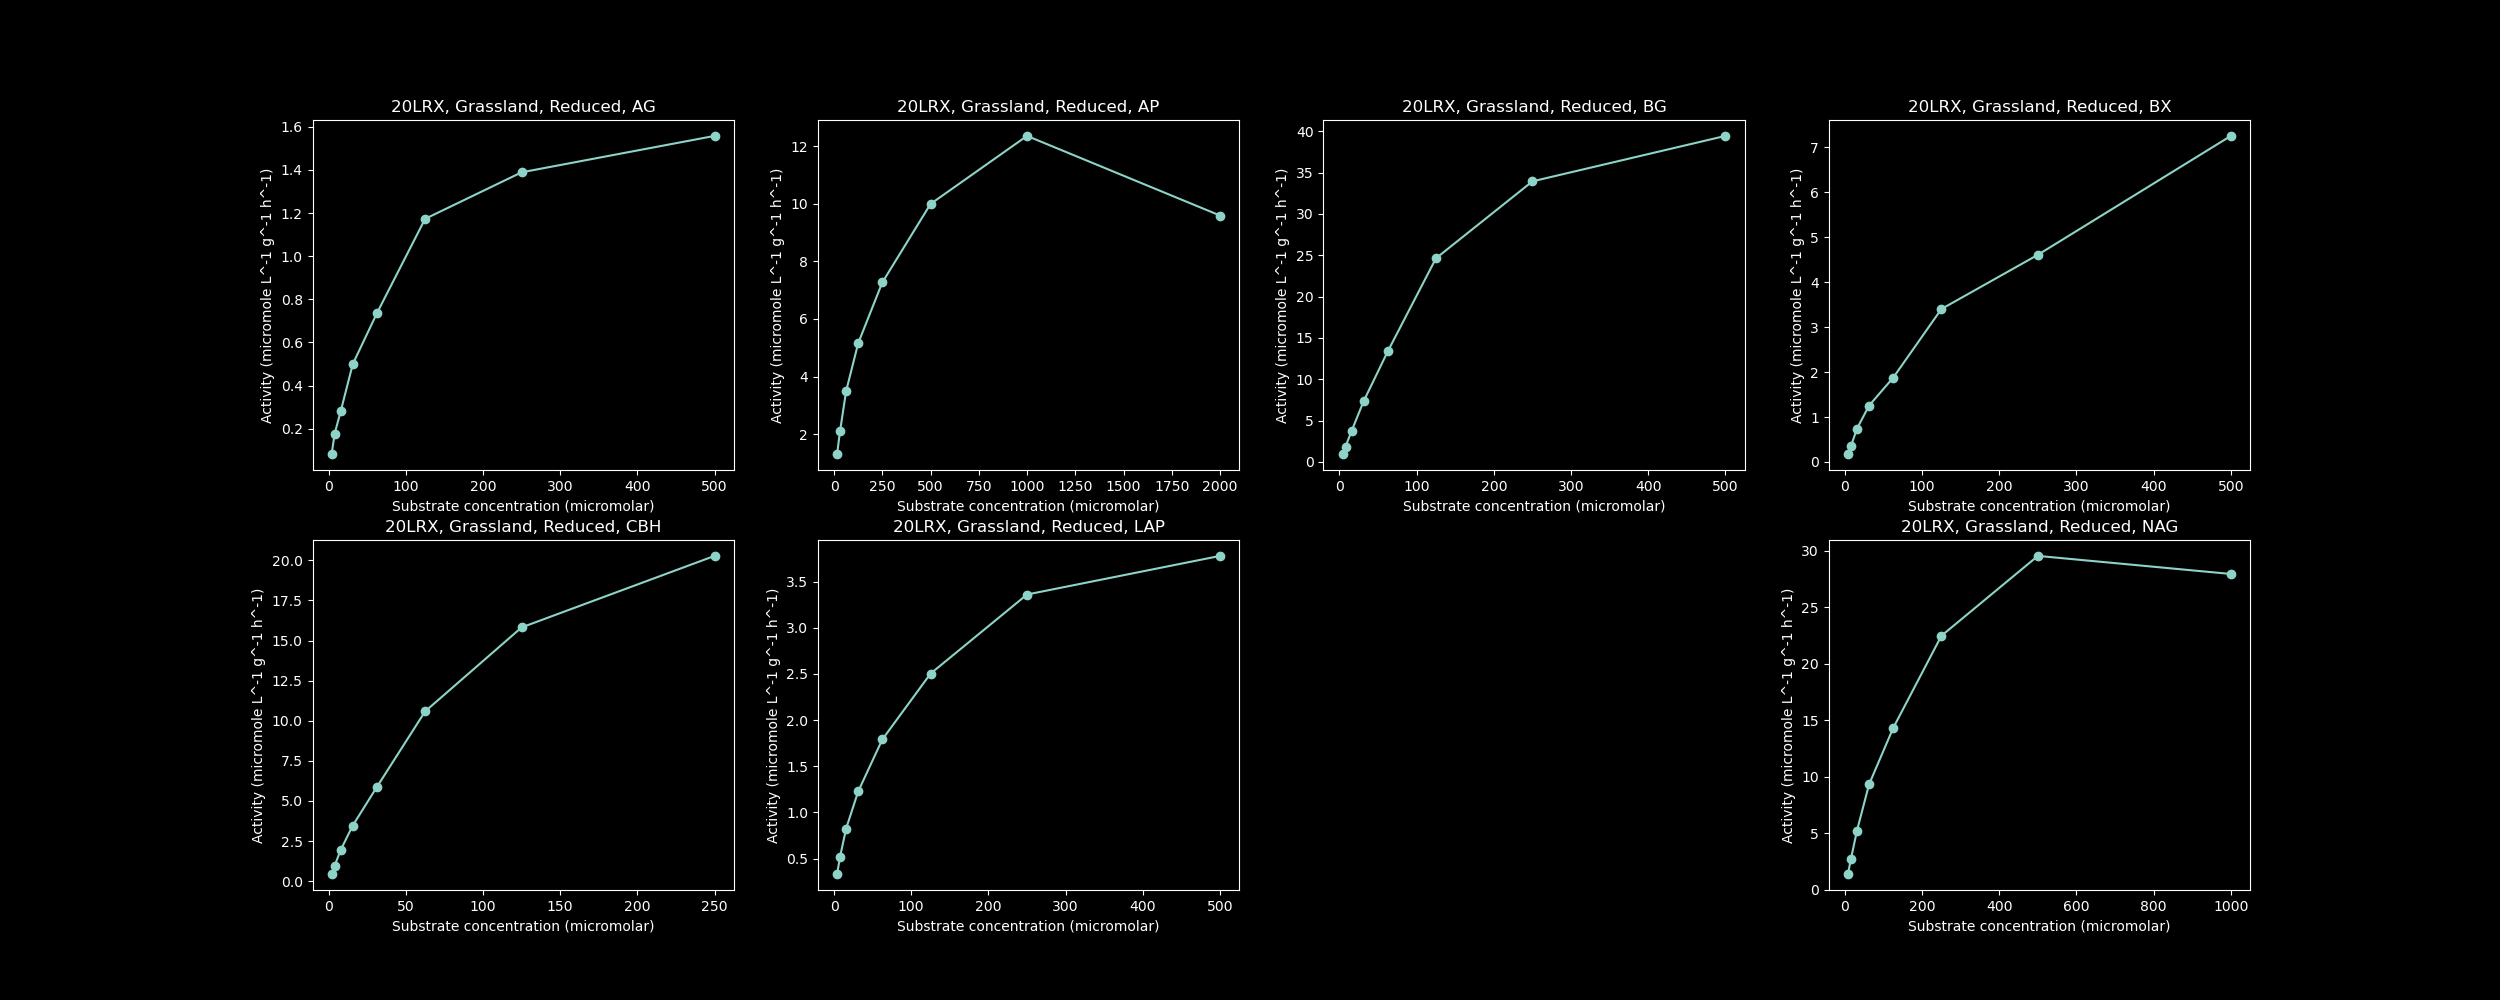 20LRX, Grassland, Reduced, AG
Activity (micromole L^-1 g^-1 h^-1)
1.6
1.4
1.2
1.0
0.8
0.6
0.4
0.2
0 100 200 300 400 500
Substrate concentration (micromolar)
20LRX, Grassland, Reduced, AP
Activity (micromole L^-1 g^-1 h^-1)
12
10
8
6
4
2
0 250 500 750 1000 1250 1500 1750 2000
Substrate concentration (micromolar)
20LRX, Grassland, Reduced, BG
Activity (micromole L^-1 g^-1 h^-1)
40
35
30
25
20
15
10
5
0
0 100 200 300 400 500
Substrate concentration (micromolar)
20LRX, Grassland, Reduced, BX
Activity (micromole L^-1 g^-1 h^-1)
7
6
5
4
3
2
1
0
0 100 200 300 400 500
Substrate concentration (micromolar)
20LRX, Grassland, Reduced, CBH
Activity (micromole L^-1 g^-1 h^-1)
20.0
17.5
15.0
12.5
10.0
7.5
5.0
2.5
0.0
0 50 100 150 200 250
Substrate concentration (micromolar)
20LRX, Grassland, Reduced, LAP
Activity (micromole L^-1 g^-1 h^-1)
3.5
3.0
2.5
2.0
1.5
1.0
0.5
0 100 200 300 400 500
Substrate concentration (micromolar)
20LRX, Grassland, Reduced, NAG
Activity (micromole L^-1 g^-1 h^-1)
30
25
20
15
10
5
0
0 200 400 600 800 1000
Substrate concentration (micromolar)